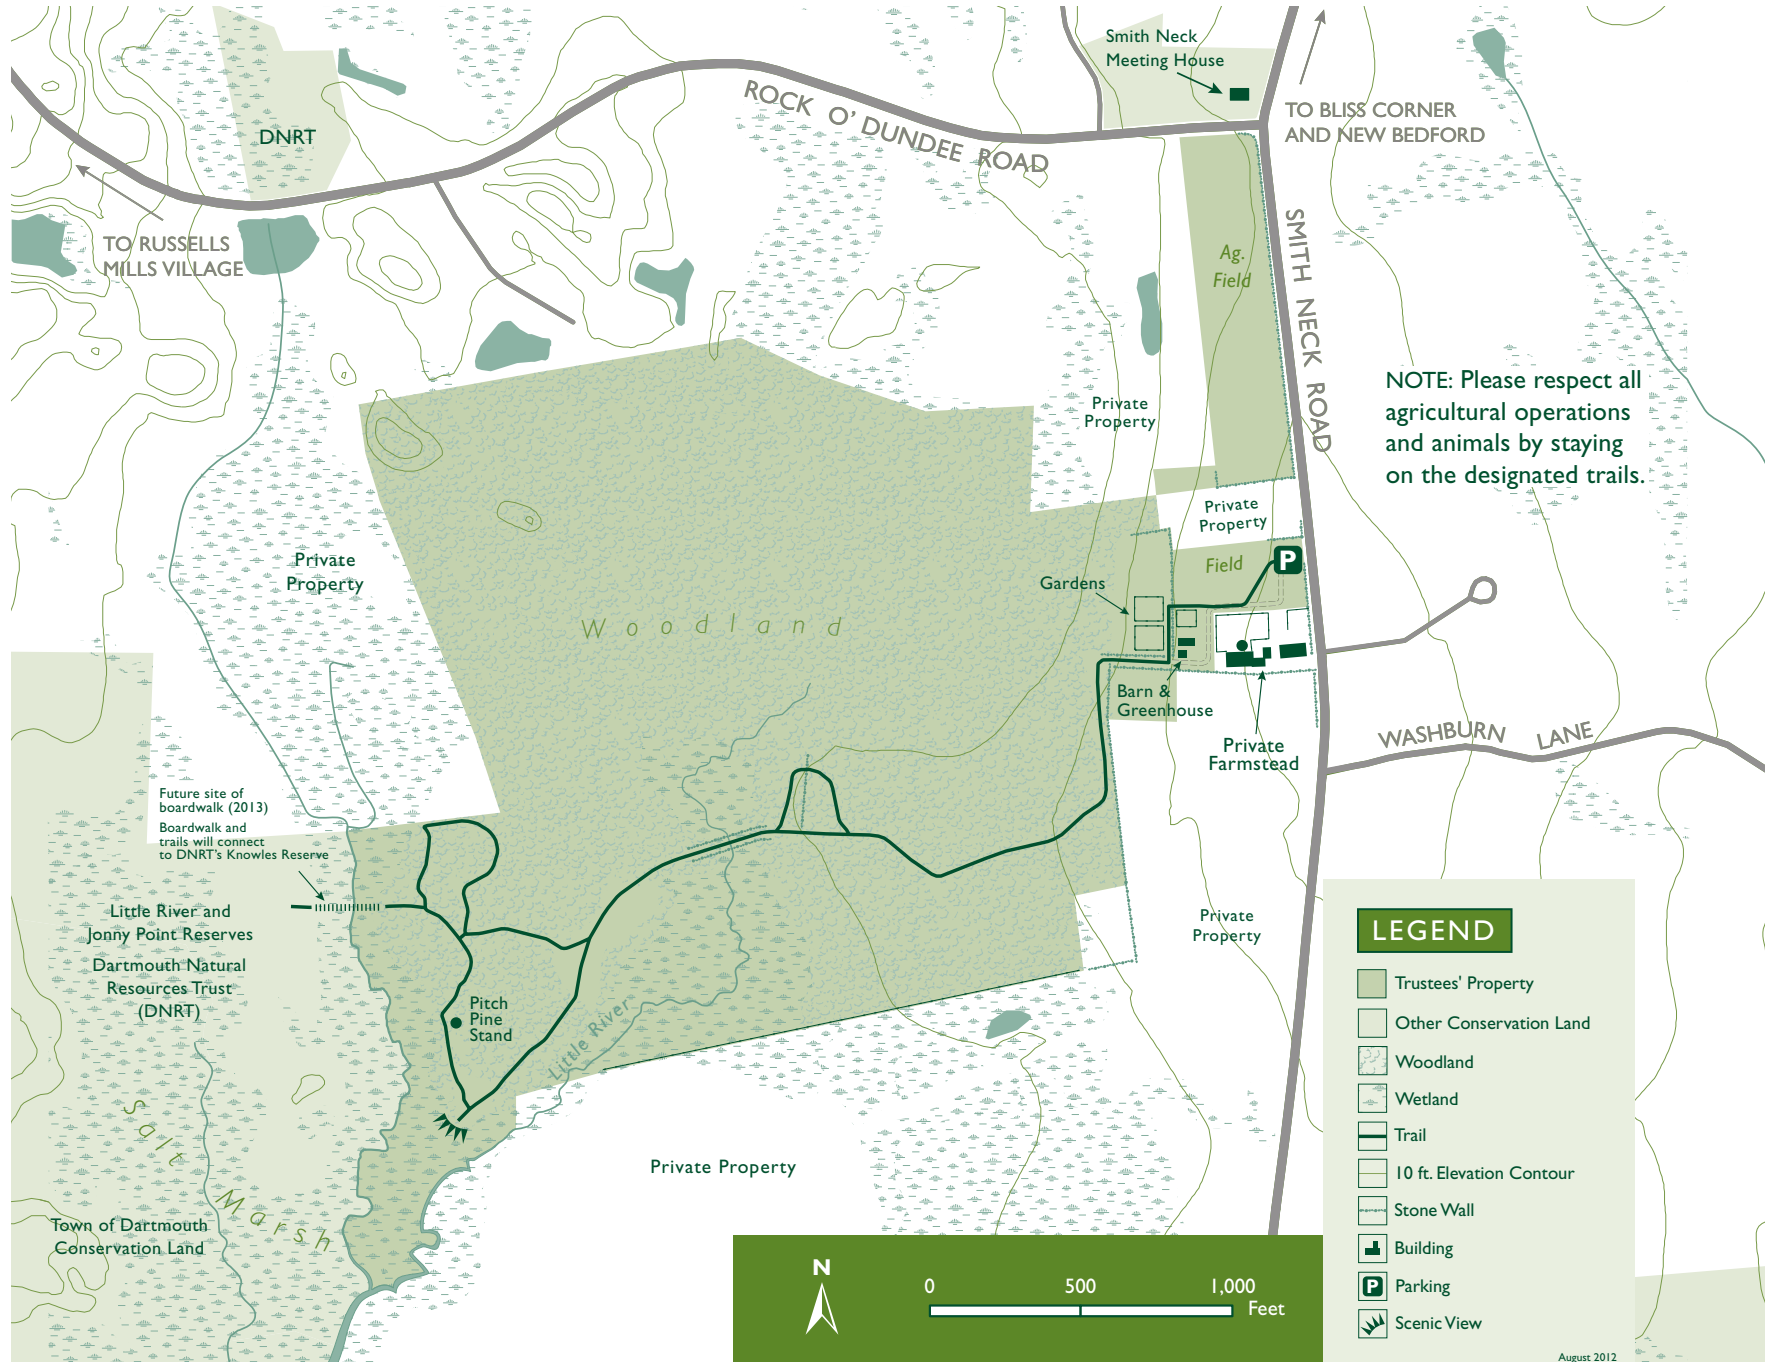 Smith Neck
Meeting House
TO BLISS CORNER
AND NEW BEDFORD
ROCK O' DUNDEE ROAD
DNRT
TO RUSSELLS
MILLS VILLAGE
SMITH NECK ROAD
Ag.
Field
NOTE: Please respect all
agricultural operations
and animals by staying
on the designated trails.
Private
Property
Private
Property
P
Field
Private
Property
Gardens
Woodland
Barn &
Greenhouse
Private
Farmstead
WASHBURN LANE
Future site of
boardwalk (2013)
Boardwalk and
trails will connect
to DNRT's Knowles Reserve
Little River and
Jonny Point Reserves
Dartmouth Natural
Resources Trust
(DNRT)
Private
Property
Pitch
Pine
Stand
Little River
Salt Marsh
Private Property
Town of Dartmouth
Conservation Land
LEGEND
Trustees' Property
Other Conservation Land
Woodland
Wetland
Trail
10 ft. Elevation Contour
Stone Wall
Building
P Parking
Scenic View
N
0 500 1,000
Feet
August 2012